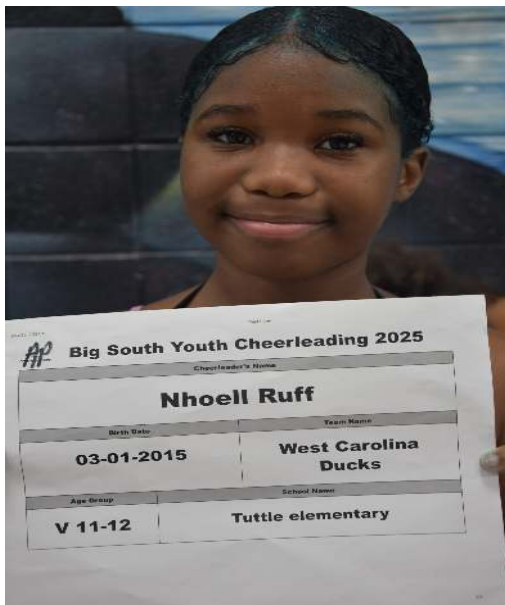 AP
Big South Youth Cheerleading 2025
Cheerleader's Name
Nhoell Ruff
Birth Date
Team Name
03-01-2015
West Carolina
Ducks
Age Group
School Name
V 11-12
Tuttle elementary